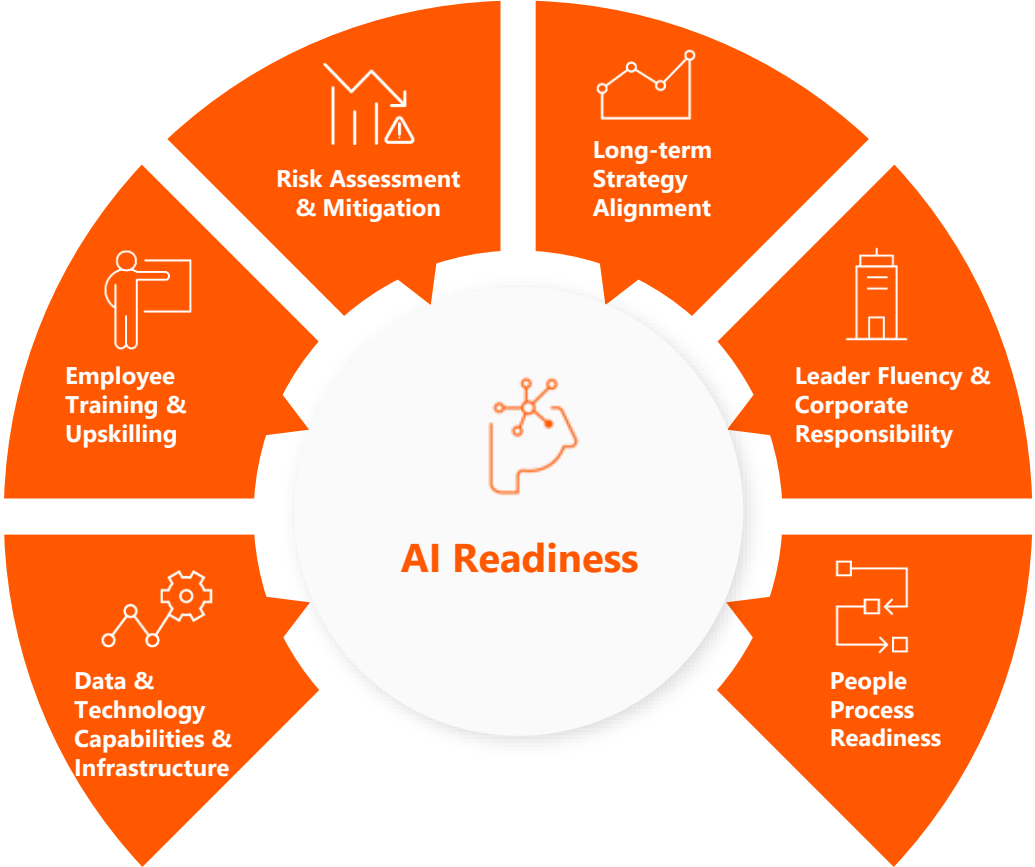 Long-term
Strategy
Alignment
Risk Assessment
& Mitigation
Employee
Training &
Upskilling
Leader Fluency &
Corporate
Responsibility
AI Readiness
Data &
Technology
Capabilities &
Infrastructure
People
Process
Readiness